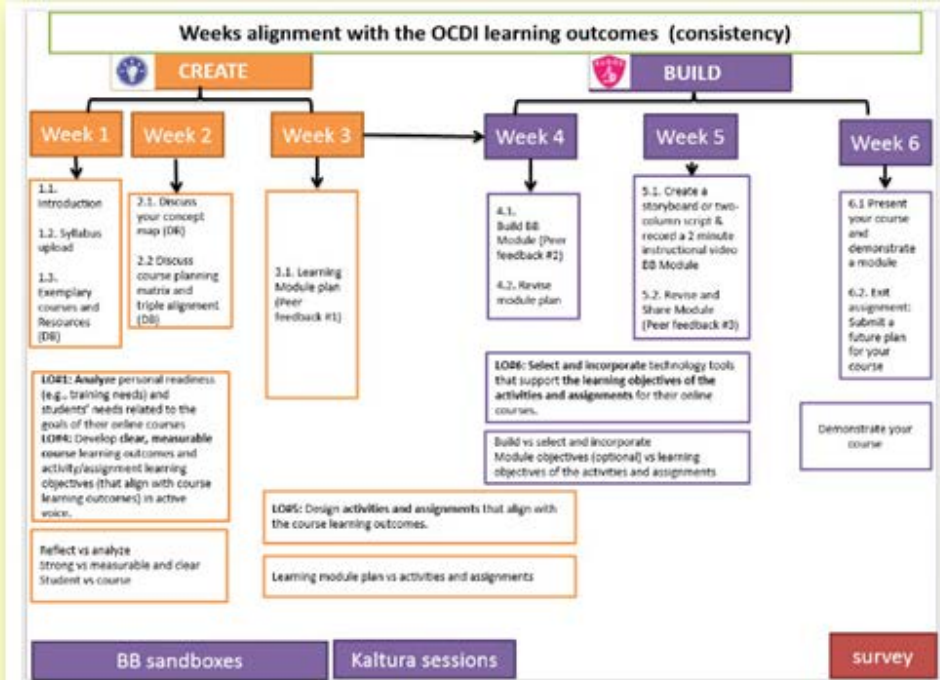 Weeks alignment with the OCDI learning outcomes (consistency)
CREATE
BUILD
Week 1
Week 2
Week 3
Week 4
Week 5
Week 6
1.1.
Introduction
1.2. Syllabus
upload
1.3.
Exemplary
courses and
Resources
(DB)
2.1. Discuss
your concept
map (DB)
2.2 Discuss
course planning
matrix and
triple alignment
(DB)
3.1. Learning
Module plan
(Peer
feedback #1)
4.1.
Build BB
Module (Peer
feedback #2)
4.2. Revise
module plan
5.1. Create a
storyboard or two-
column script &
record a 2 minute
instructional video
BB Module
5.2. Revise and
Share Module
(Peer feedback #3)
6.1 Present
your course
and
demonstrate
a module
6.2. Exit
assignment:
Submit a
future plan
for your
course
LO#1: Analyze personal readiness
(e.g., training needs) and
students' needs related to the
goals of their online courses
LO#4: Develop clear, measurable
course learning outcomes and
activity/assignment learning
objectives (that align with course
learning outcomes) in active
voice.
LO#6: Select and incorporate technology tools
that support the learning objectives of the
activities and assignments for their online
courses.
Build vs select and incorporate
Module objectives (optional) vs learning
objectives of the activities and assignments
Demonstrate your
course
LO#5: Design activities and assignments that align with
the course learning outcomes.
Reflect vs analyze
Strong vs measurable and clear
Student vs course
Learning module plan vs activities and assignments
BB sandboxes
Kaltura sessions
survey